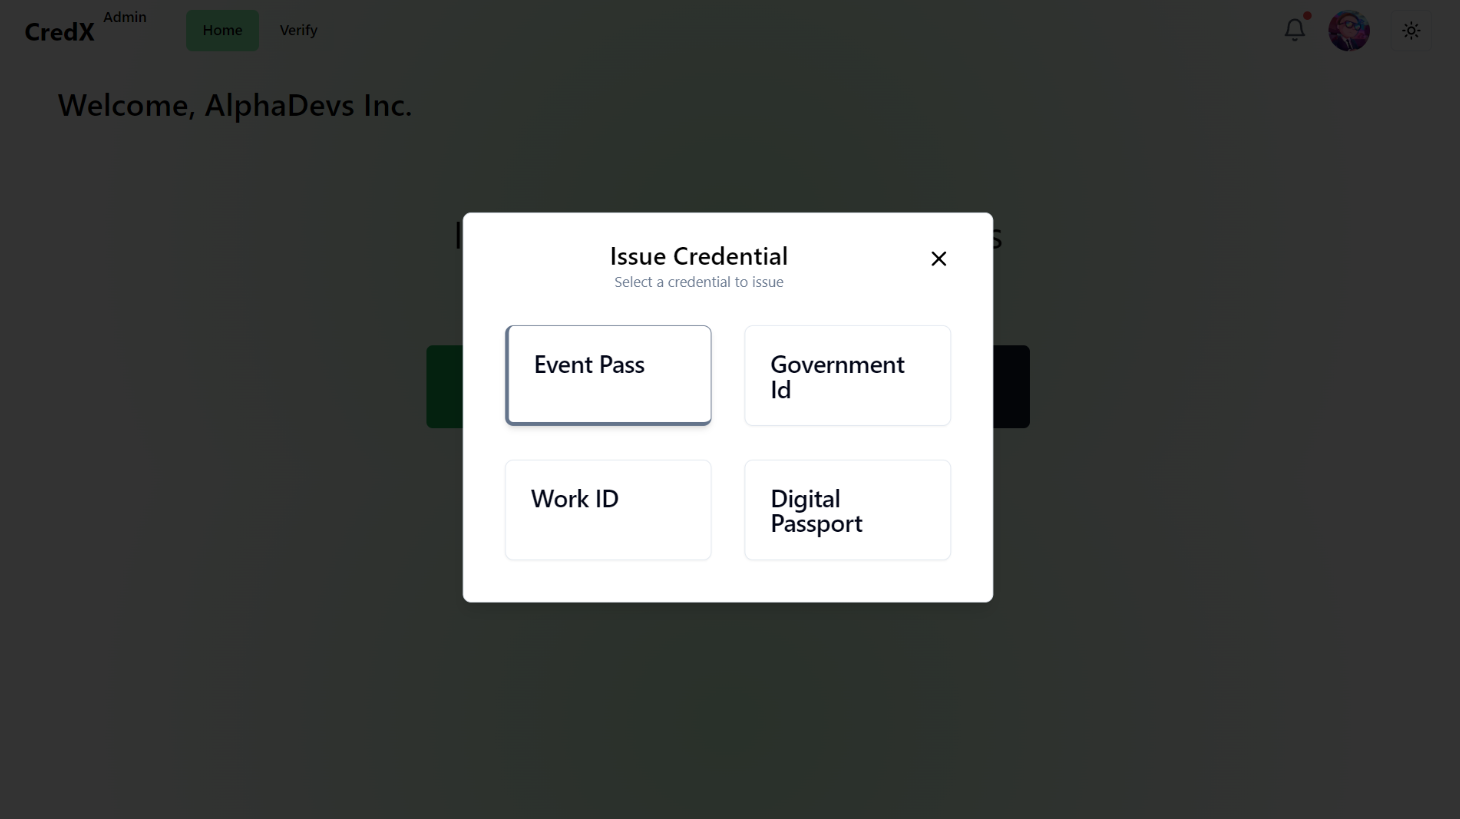 CredX Admin
Home
Verify
Welcome, AlphaDevs Inc.
Issue Credential
Select a credential to issue
Event Pass
Government
Id
Work ID
Digital
Passport